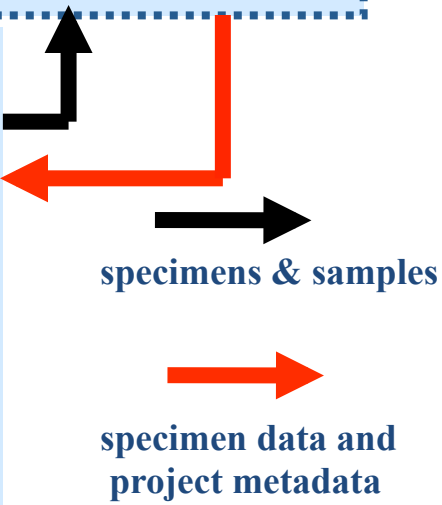 specimens & samples
specimen data and
project metadata